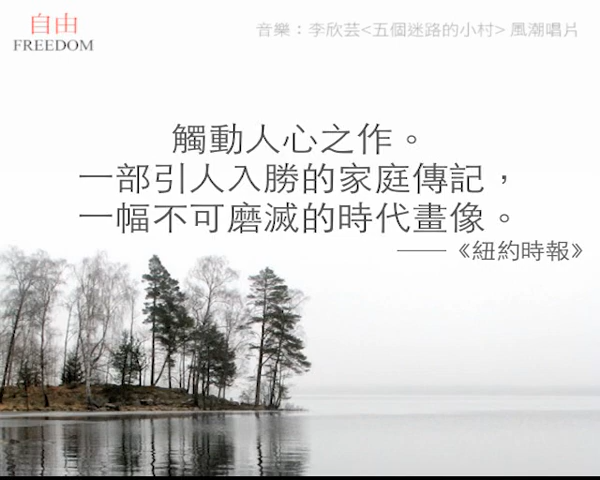 自由
FREEDOM
音樂：李欣芸<五個迷路的小村> 風潮唱片
觸動人心之作。
一部引人入勝的家庭傳記，
一幅不可磨滅的時代畫像。
——《紐約時報》